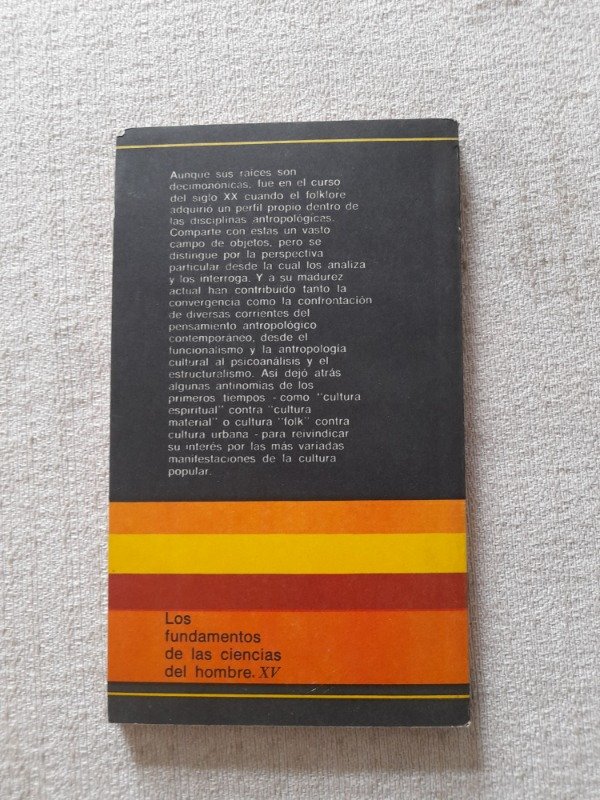 Aunque sus raíces son
decimonónicas, fue en el curso
del siglo XX cuando el folklore
adquirió un perfil propio dentro de
las disciplinas antropológicas.
Comparte con éstas un vasto
campo de objetos, pero se
distingue por la perspectiva
particular desde la cual los analiza
y los interroga. Y a su madurez
actual han contribuido tanto la
convergencia como la confrontación
de diversas corrientes del
pensamiento antropológico
contemporáneo, desde el
funcionalismo y la antropología
cultural al psicoanálisis y el
estructuralismo. Así dejó atrás
algunas antinomias de los
primeros tiempos -como "cultura
espiritual" contra "cultura
material" o cultura "folk" contra
cultura urbana - para reivindicar
su interés por las más variadas
manifestaciones de la cultura
popular.
Los
fundamentos
de las ciencias
del hombre. XV